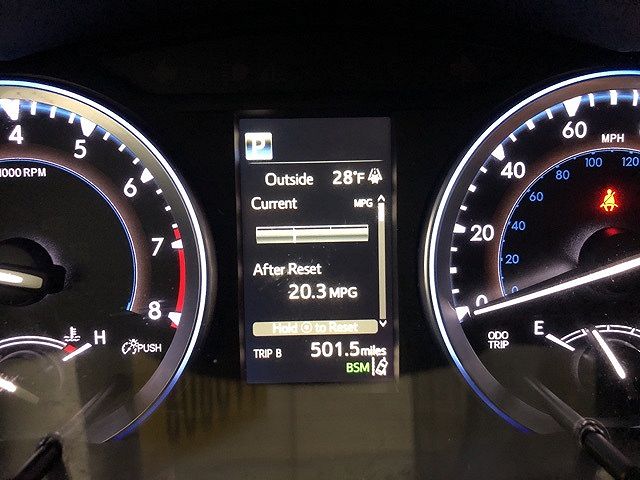 4
5
6
7
8
1000 RPM
H
PUSH
P
Outside 28°F
Current MPG
After Reset
20.3 MPG
Hold to Reset
TRIP B 501.5 miles
BSM
0
20
40
60
MPH
0
20
40
60
80
100
120
ODO
TRIP
E